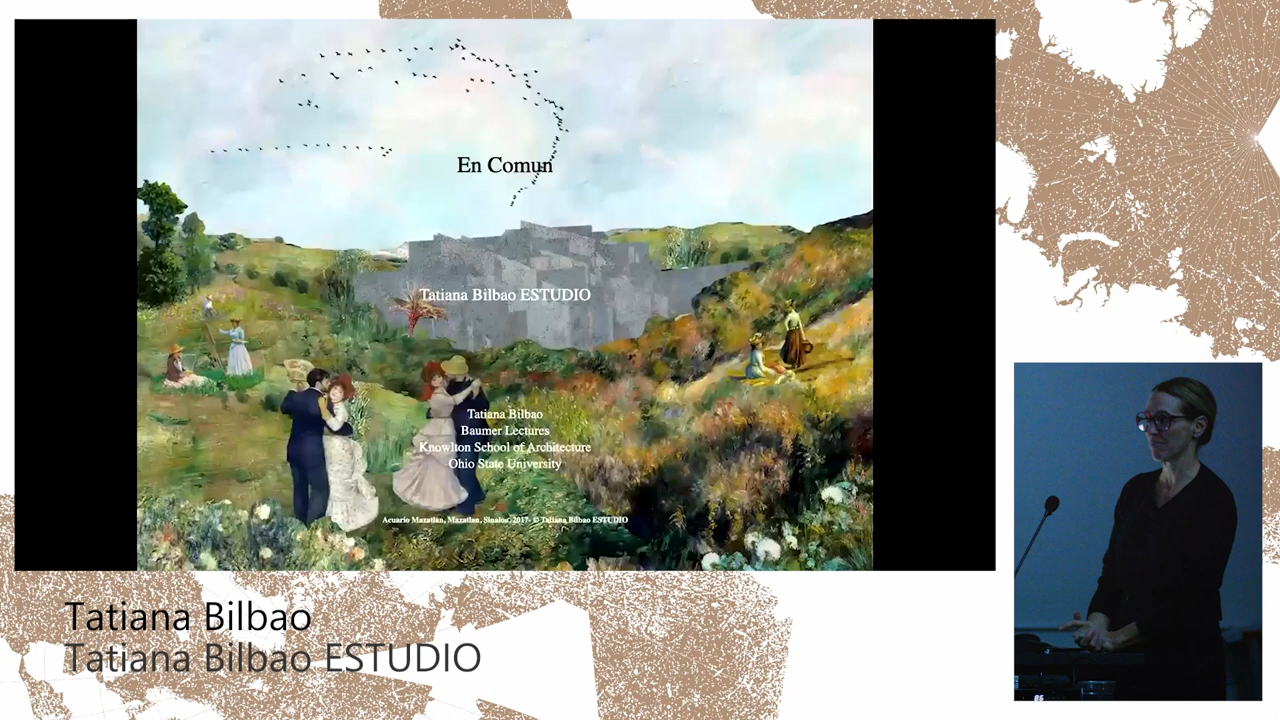 En Comun
Tatiana Bilbao ESTUDIO
Tatiana Bilbao
Baumer Lectures
Knowlton School of Architecture
Ohio State University
Acuario Mazatlan, Mazatlan, Sinaloa, 2017- © Tatiana Bilbao ESTUDIO
Tatiana Bilbao
Tatiana Bilbao ESTUDIO